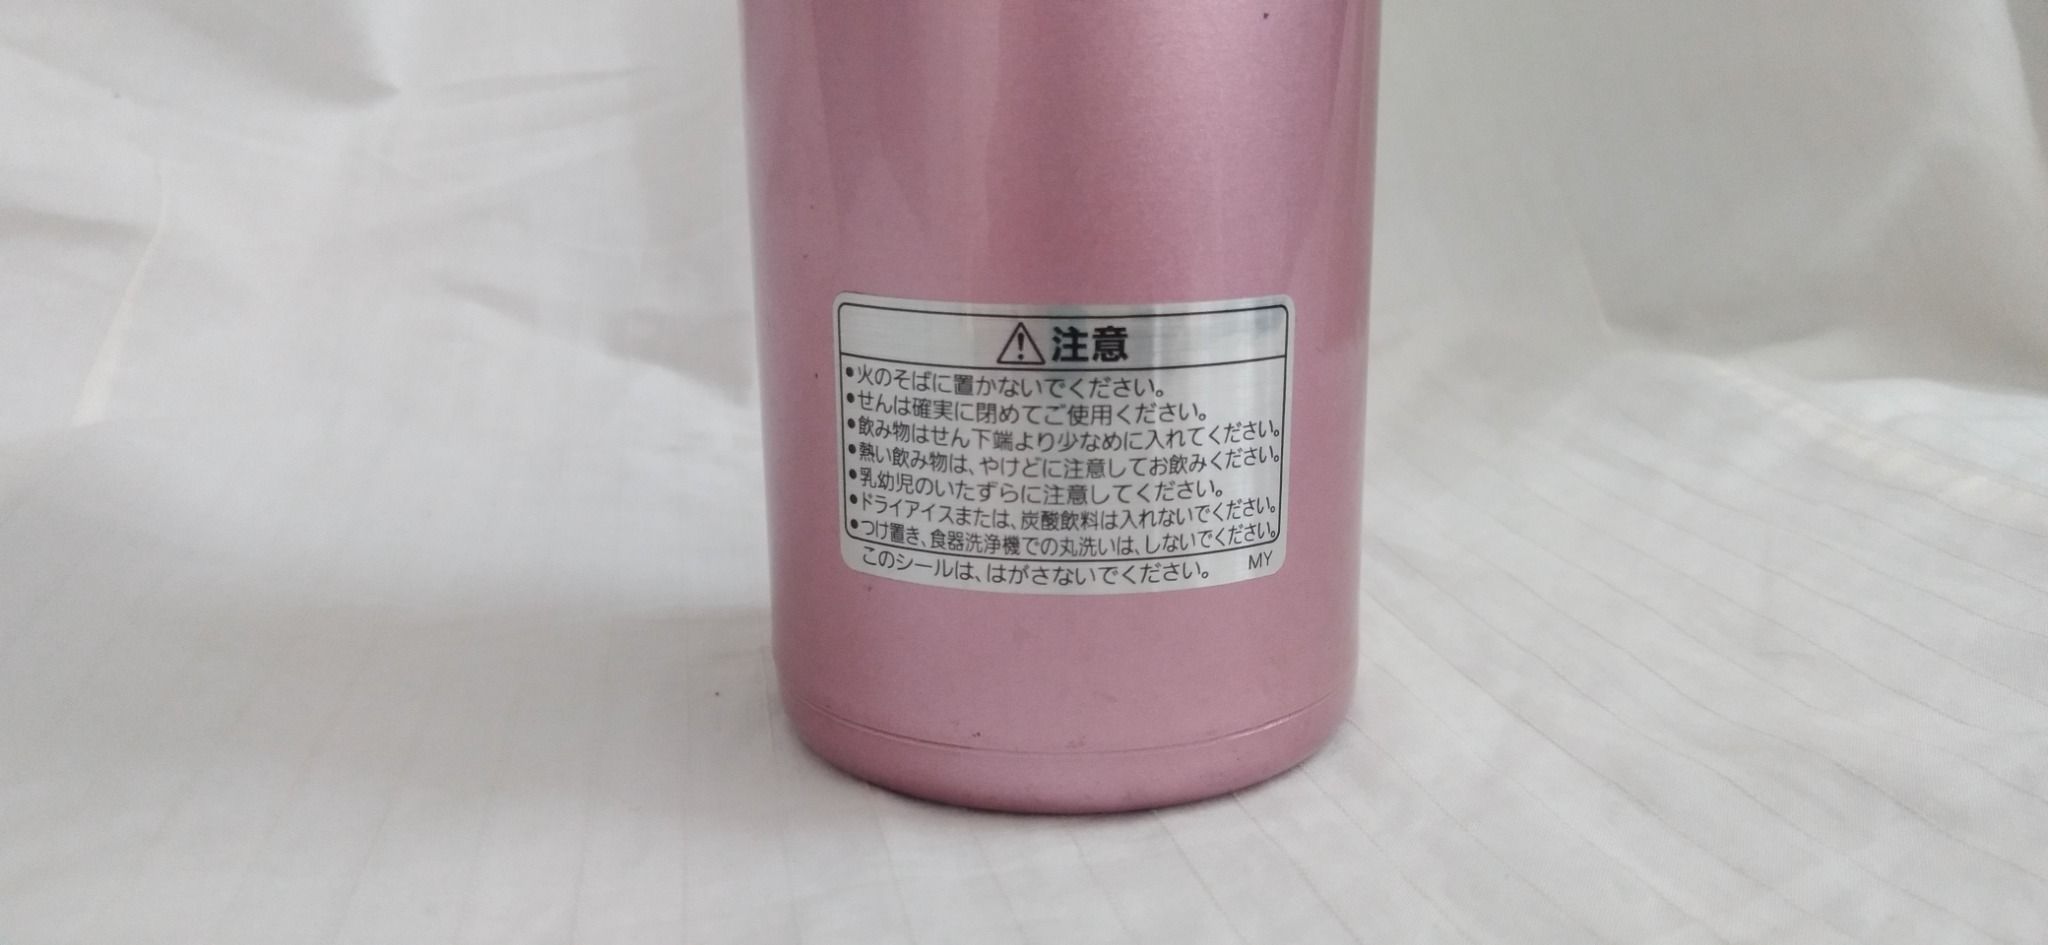 注意
•火のそばに置かないでください。
•せんは確実に閉めてご使用ください。
•飲み物はせん下端より少なめに入れてください。
•熱い飲み物は、やけどに注意してお飲みください。
•乳幼児のいたずらに注意してください。
•ドライアイスまたは、炭酸飲料は入れないでください。
•つけ置き、食器洗浄機での丸洗いは、しないでください。
このシールは、はがさないでください。 MY